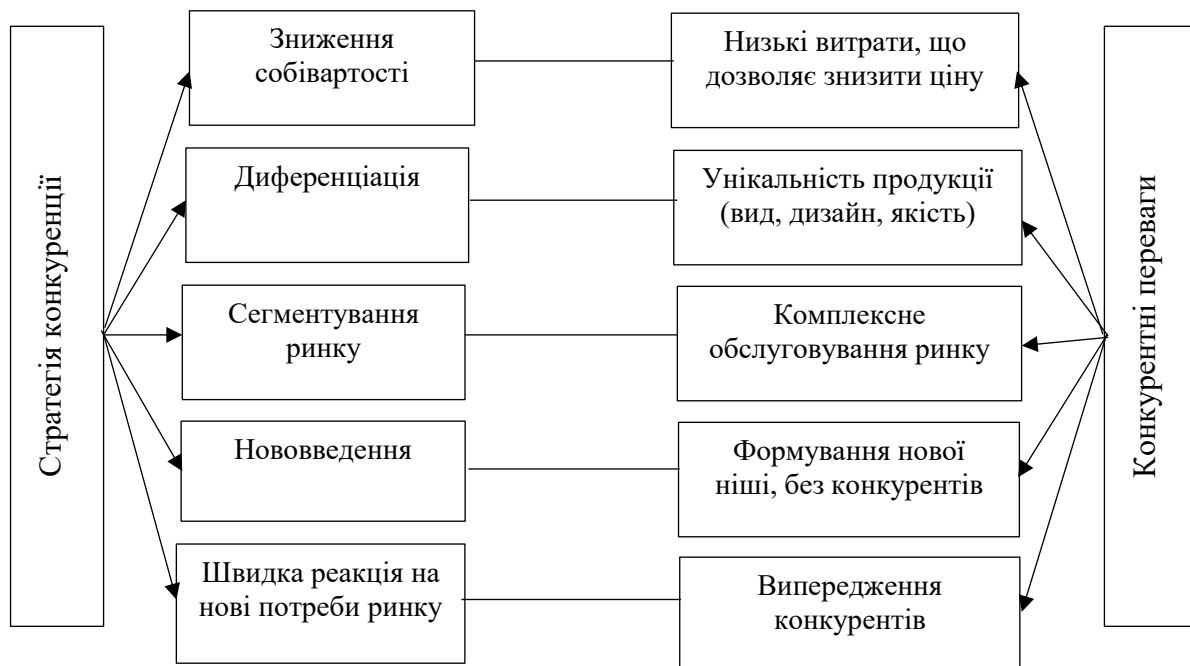 Стратегія конкуренції
Зниження
собівартості
Низькі витрати, що
дозволяє знизити ціну
Диференціація
Унікальність продукції
(вид, дизайн, якість)
Сегментування
ринку
Комплексне
обслуговування ринку
Нововведення
Формування нової
ніші, без конкурентів
Швидка реакція на
нові потреби ринку
Випередження
конкурентів
Конкурентні переваги